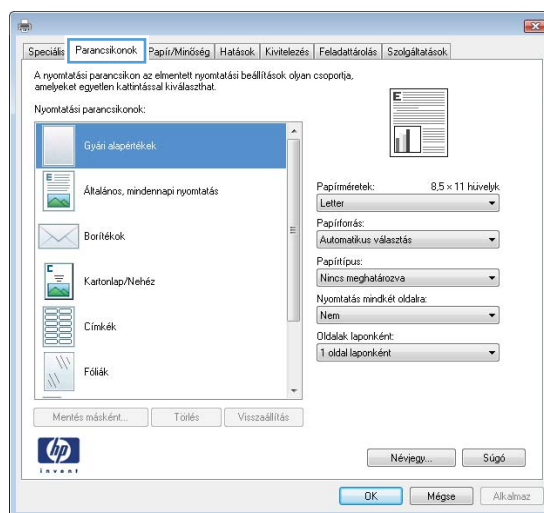 Speciális Parancsikonok Papír/Minőség Hatások Kivitelezés Feladattárolás Szolgáltatások
A nyomtatási parancsikon az elmentett nyomtatási beállítások olyan csoportja,
amelyeket egyetlen kattintással kiválaszthat.
Nyomtatási parancsikonok:
Gyári alapértékek
Általános, mindennapi nyomtatás
Borítékok
Kartonlap/Nehéz
Címkék
Fóliák
Mentés másként... Törlés Visszaállítás
E
Papírméretek: 8,5 × 11 hüvelyk
Letter
Papírforrás:
Automatikus választás
Papírtípus:
Nincs meghatározva
Nyomtatás mindkét oldalra:
Nem
Oldalak laponként:
1 oldal laponként
hp
invent
Névjegy... Súgó
OK Mégse Alkalmaz